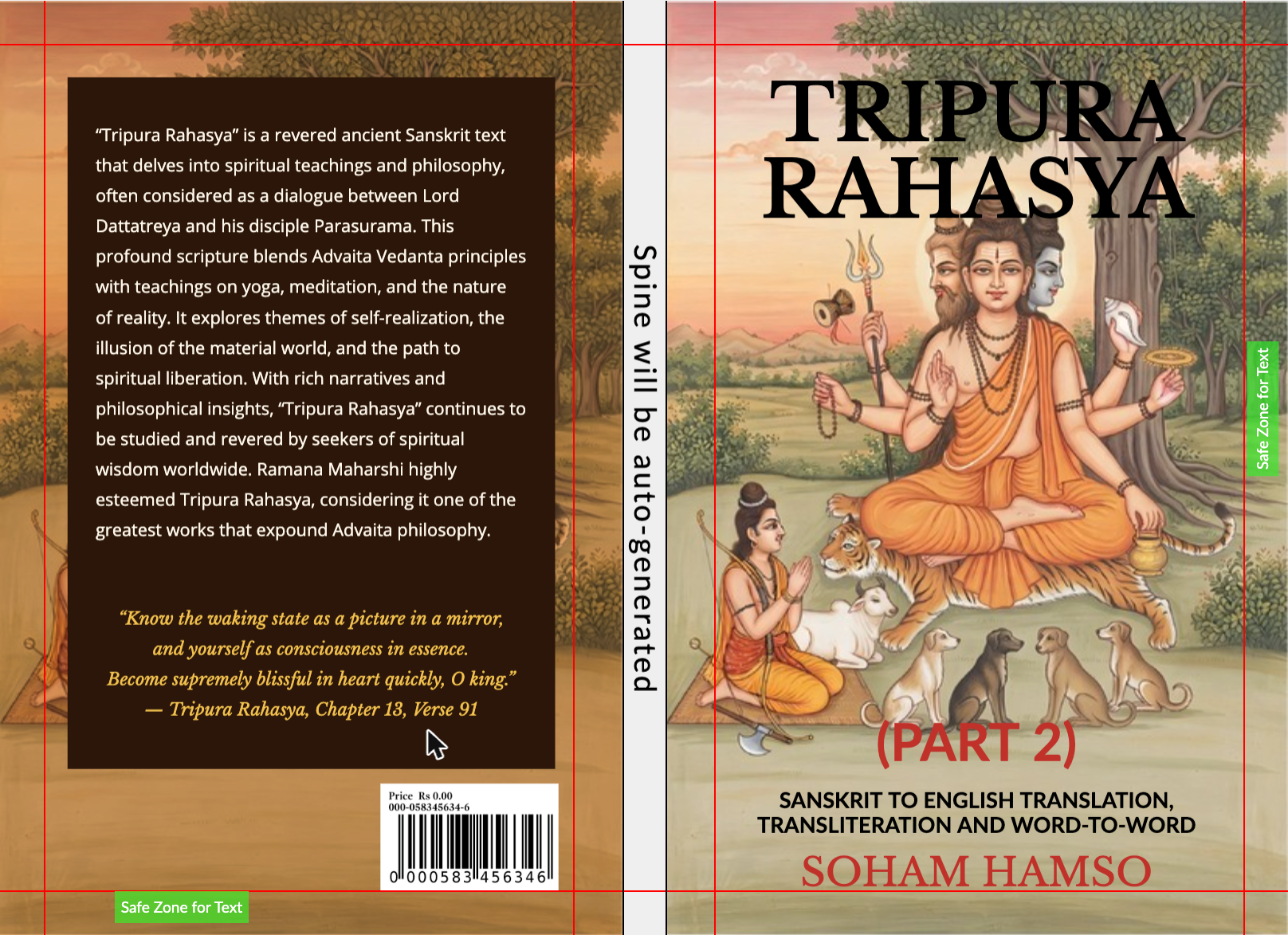 “Tripura Rahasya” is a revered ancient Sanskrit text
that delves into spiritual teachings and philosophy,
often considered as a dialogue between Lord
Dattatreya and his disciple Parasurama. This
profound scripture blends Advaita Vedanta principles
with teachings on yoga, meditation, and the nature
of reality. It explores themes of self-realization, the
illusion of the material world, and the path to
spiritual liberation. With rich narratives and
philosophical insights, “Tripura Rahasya” continues to
be studied and revered by seekers of spiritual
wisdom worldwide. Ramana Maharshi highly
esteemed Tripura Rahasya, considering it one of the
greatest works that expound Advaita philosophy.
“Know the waking state as a picture in a mirror,
and yourself as consciousness in essence.
Become supremely blissful in heart quickly, O king.”
— Tripura Rahasya, Chapter 13, Verse 91
Price Rs 0.00
000-058345634-6
0 000583 456346
Safe Zone for Text
Spine will be auto-generated
TRIPURA
RAHASYA
(PART 2)
SANSKRIT TO ENGLISH TRANSLATION,
TRANSLITERATION AND WORD-TO-WORD
SOHAM HAMSO
Safe Zone for Text